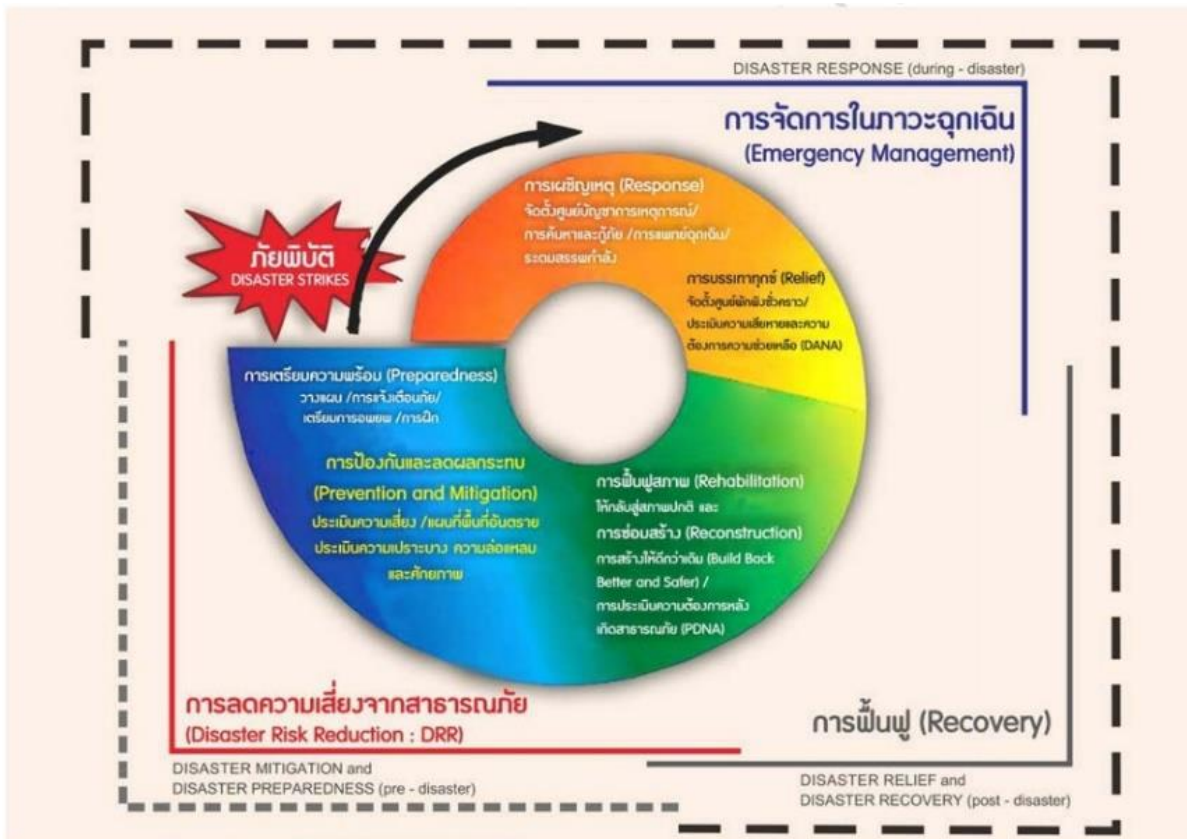 DISASTER RESPONSE (during - disaster)
การจัดการในภาวะฉุกเฉิน
(Emergency Management)
ภัยพิบัติ
DISASTER STRIKES
การเผชิญเหตุ (Response)
จัดตั้งศูนย์บัญชาการเหตุการณ์/
การค้นหาและกู้ภัย /การแพทย์ฉุกเฉิน/
ระดมสรรพกำลัง
การบรรเทาทุกข์ (Relief)
จัดตั้งศูนย์พักพิงชั่วคราว/
ประเมินความเสียหายและความ
ต้องการความช่วยเหลือ (DANA)
การเตรียมความพร้อม (Preparedness)
วางแผน /การแจ้งเตือนภัย/
เตรียมการอพยพ /การฝึก
การป้องกันและลดผลกระทบ
(Prevention and Mitigation)
ประเมินความเสี่ยง /แผนที่พื้นที่อันตราย
ประเมินความเปราะบาง ความล่อแหลม
และศักยภาพ
การฟื้นฟูสภาพ (Rehabilitation)
ให้กลับสู่สภาพปกติ และ
การซ่อมสร้าง (Reconstruction)
การสร้างให้ดีกว่าเดิม (Build Back
Better and Safer) /
การประเมินความต้องการหลัง
เกิดสาธารณภัย (PDNA)
การลดความเสี่ยงจากสาธารณภัย
(Disaster Risk Reduction : DRR)
DISASTER MITIGATION and
DISASTER PREPAREDNESS (pre - disaster)
การฟื้นฟู (Recovery)
DISASTER RELIEF and
DISASTER RECOVERY (post - disaster)